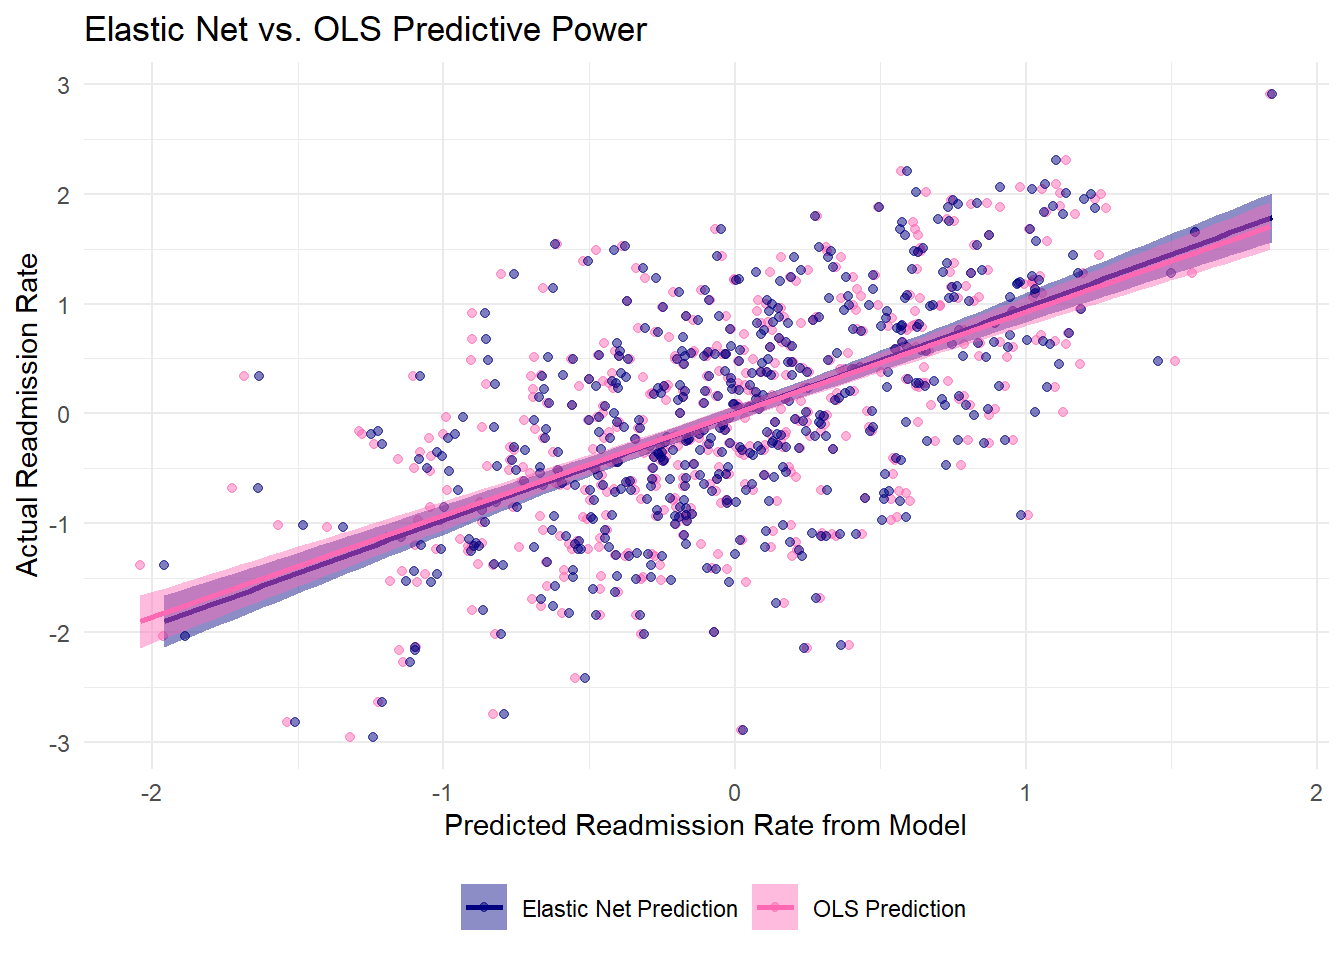 Elastic Net vs. OLS Predictive Power
Actual Readmission Rate
3
2
1
0
-1
-2
-3
-2 -1 0 1 2
Predicted Readmission Rate from Model
Elastic Net Prediction OLS Prediction